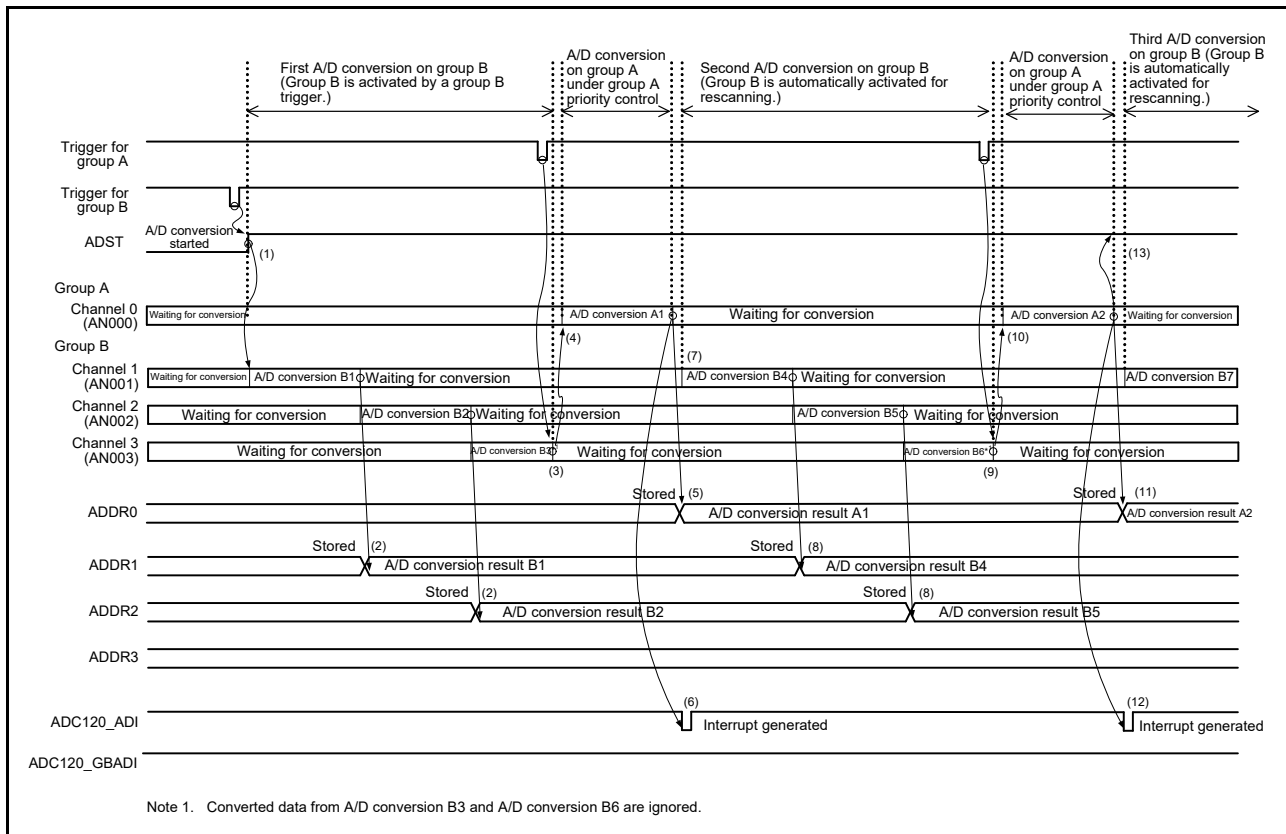 First A/D conversion on group B
(Group B is activated by a group B
trigger.)
A/D conversion
on group A
under group A
priority control
Second A/D conversion on group B
(Group B is automatically activated for
rescanning.)
A/D conversion
on group A
under group A
priority control
Third A/D conversion
on group B (Group B
is automatically
activated for
rescanning.)
Trigger for
group A
Trigger for
group B
A/D conversion
started
ADST
(1)
(13)
Group A
Channel 0
(AN000)
Waiting for conversion
A/D conversion A1
Waiting for conversion
A/D conversion A2
Waiting for conversion
(4)
(10)
Group B
(7)
Channel 1
(AN001)
Waiting for conversion
A/D conversion B1
Waiting for conversion
A/D conversion B4
Waiting for conversion
A/D conversion B7
Channel 2
(AN002)
Waiting for conversion
A/D conversion B2
Waiting for conversion
A/D conversion B5
Waiting for conversion
Channel 3
(AN003)
Waiting for conversion
A/D conversion B3
Waiting for conversion
A/D conversion B6*
Waiting for conversion
(3)
(9)
ADDR0
Stored
(5)
A/D conversion result A1
Stored
(11)
A/D conversion result A2
ADDR1
Stored
(2)
A/D conversion result B1
Stored
(8)
A/D conversion result B4
ADDR2
Stored
(2)
A/D conversion result B2
Stored
(8)
A/D conversion result B5
ADDR3
ADC120_ADI
(6)
Interrupt generated
(12)
Interrupt generated
ADC120_GBADI
Note 1. Converted data from A/D conversion B3 and A/D conversion B6 are ignored.